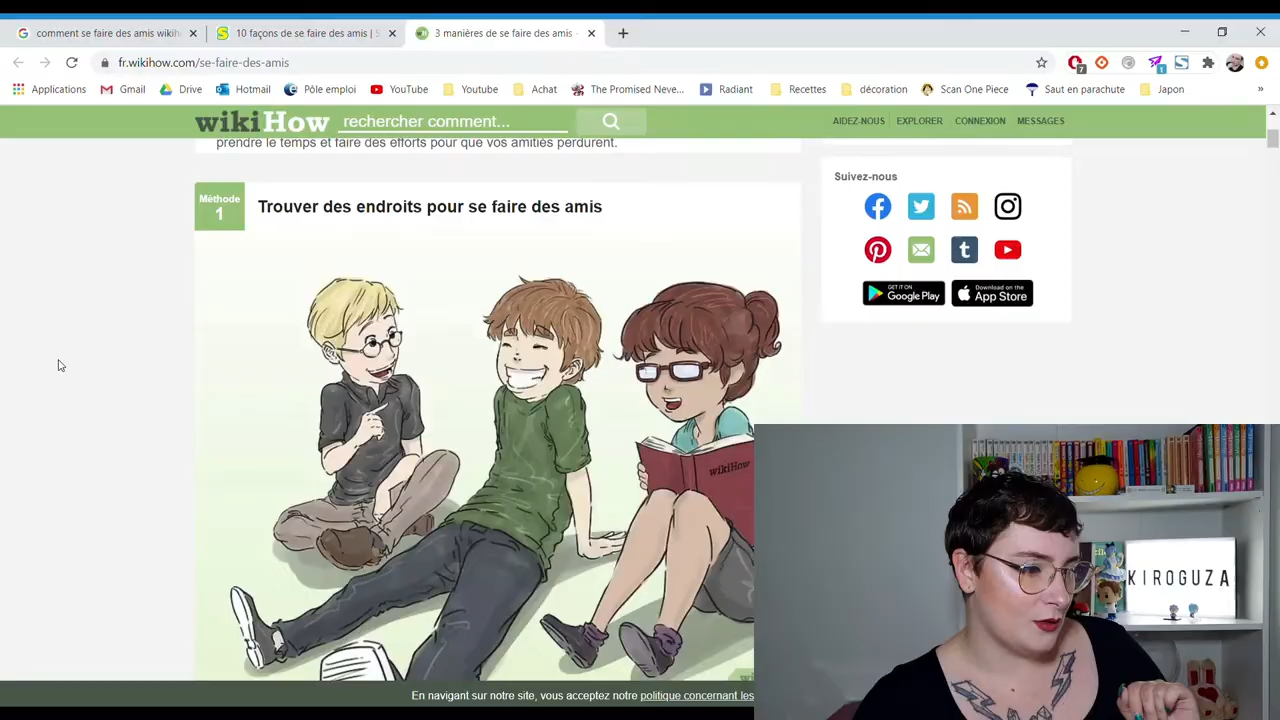 comment se faire des amis wikih
10 façons de se faire des amis | S
3 manières de se faire des amis -
fr.wikihow.com/se-faire-des-amis
7
1
Applications
Gmail
Drive
Hotmail
Pôle emploi
YouTube
Youtube
Achat
The Promised Neve...
Radiant
Recettes
décoration
Scan One Piece
Saut en parachute
Japon
»
wikiHow
rechercher comment...
AIDEZ-NOUS
EXPLORER
CONNEXION
MESSAGES
prendre le temps et faire des efforts pour que vos amitiés perdurent.
Suivez-nous
Méthode
1
Trouver des endroits pour se faire des amis
GET IT ON
Google Play
Download on the
App Store
wikiHow
KIROGUZA
En navigant sur notre site, vous acceptez notre politique concernant les